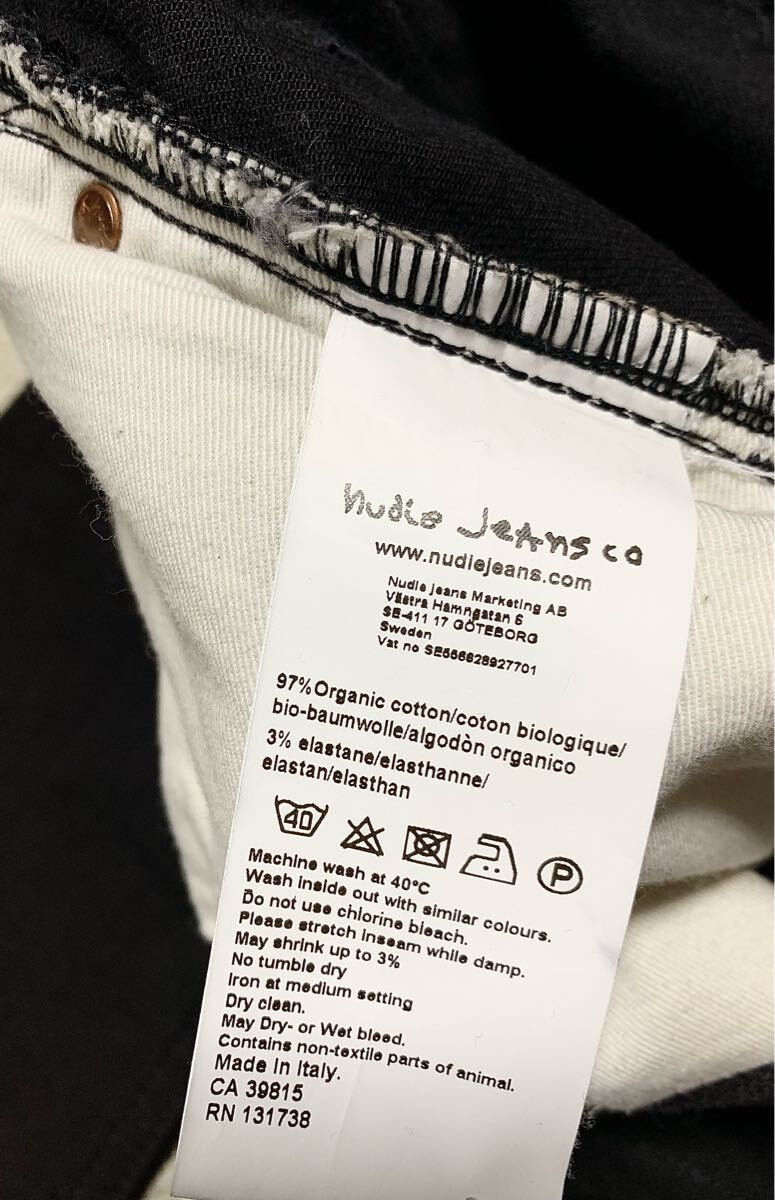 nudie jeans co
www.nudiejeans.com
Nudie Jeans Marketing AB
Västra Hamngatan 6
SE-411 17 GÖTEBORG
Sweden
Vat no SE556628927701
97%Organic cotton/coton biologique/
bio-baumwolle/algodòn organico
3% elastane/elasthanne/
elastan/elasthan
40 P
Machine wash at 40ºC
Wash inside out with similar colours.
Do not use chlorine bleach.
Please stretch inseam while damp.
May shrink up to 3%
No tumble dry
Iron at medium setting
Dry clean.
May Dry- or Wet bleed.
Contains non-textile parts of animal.
Made in Italy.
CA 39815
RN 131738